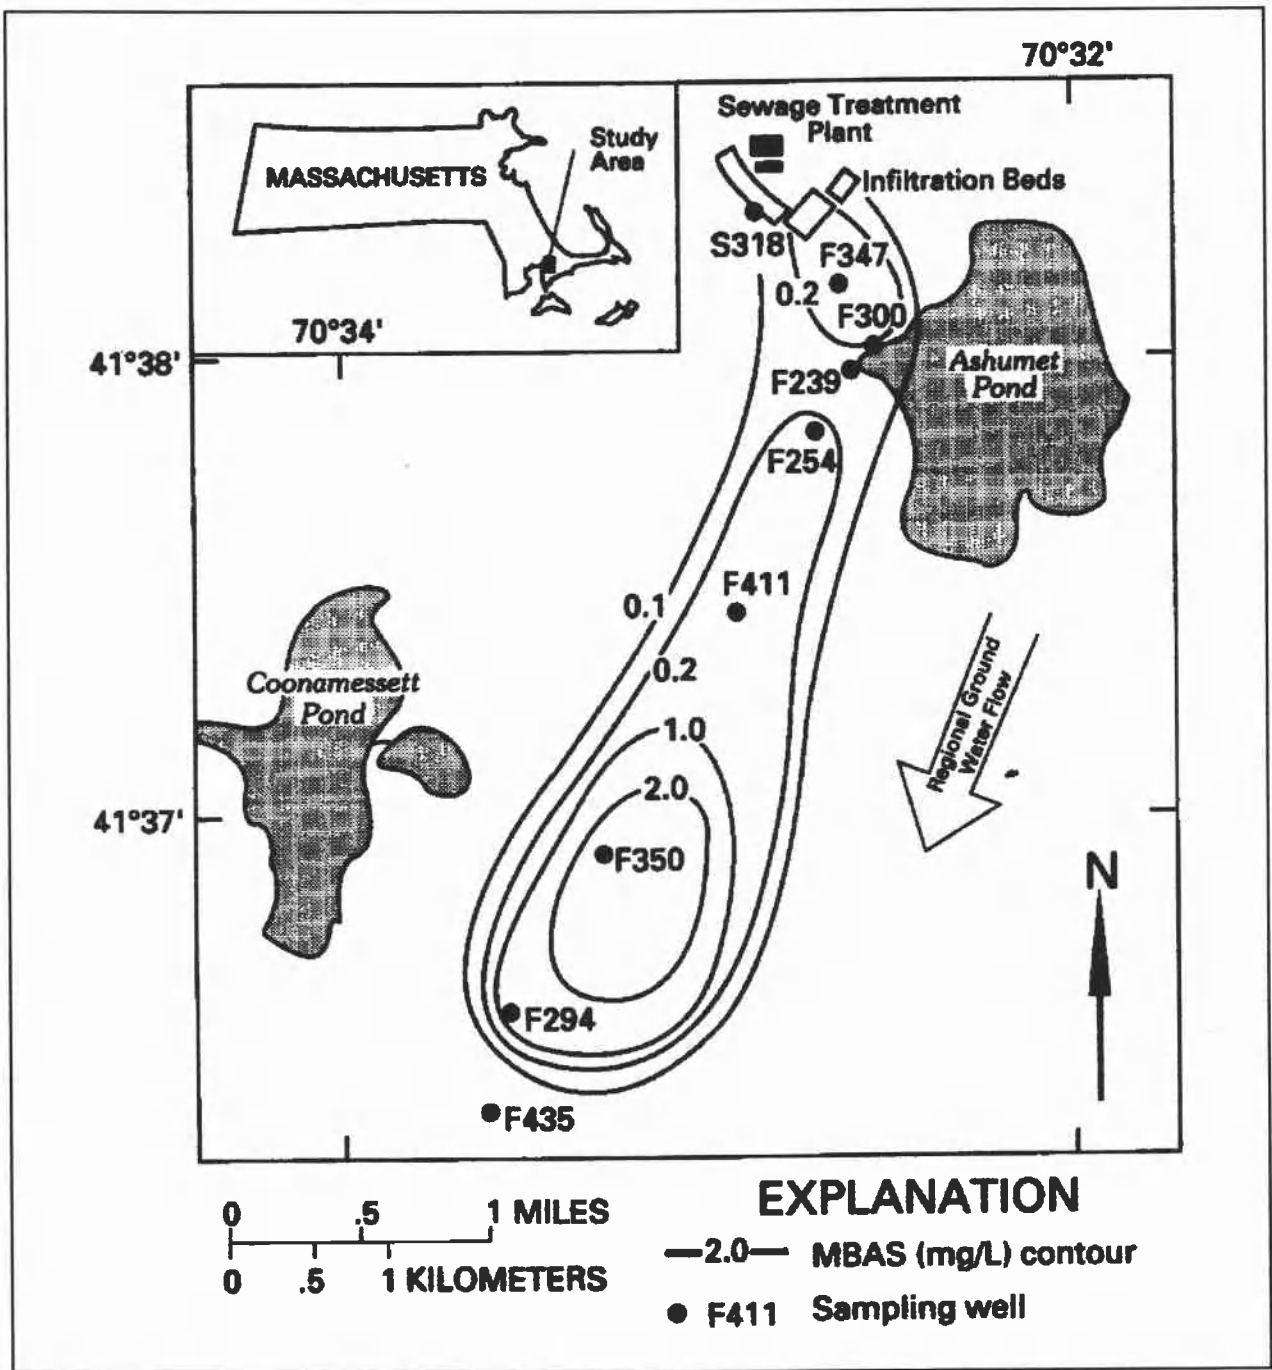 70°32'
Sewage Treatment
Plant
Study
Area
MASSACHUSETTS
Infiltration Beds
S318
F347
0.2
F300
70°34'
41°38'
Ashumet
Pond
F239
F254
F411
0.1
0.2
Coonamessett
Pond
Regional Ground
Water Flow
1.0
2.0
41°37'
F350
N
F294
F435
0 .5 1 MILES
0 .5 1 KILOMETERS
EXPLANATION
2.0 MBAS (mg/L) contour
F411 Sampling well